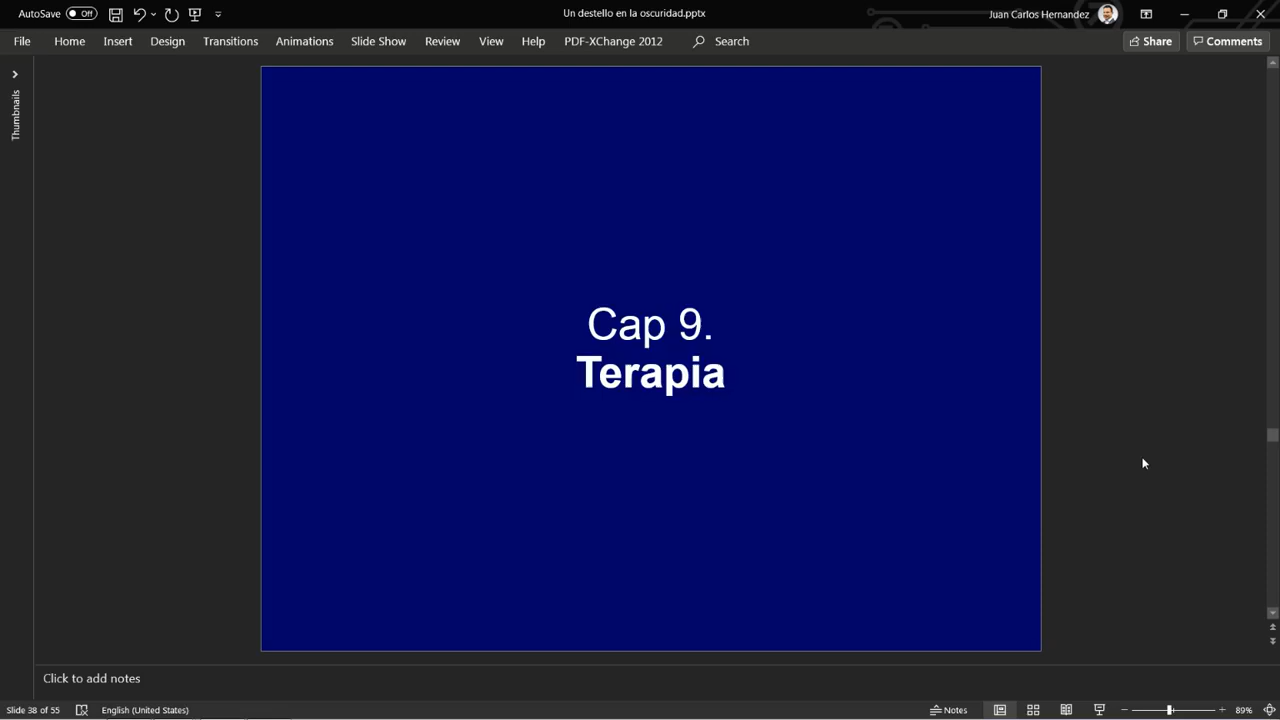 AutoSave Off Un destello en la oscuridad.pptx Juan Carlos Hernandez
File Home Insert Design Transitions Animations Slide Show Review View Help PDF-XChange 2012 Search Share Comments
Thumbnails
Cap 9.
Terapia
Click to add notes
Slide 38 of 55 English (United States) Notes 89%